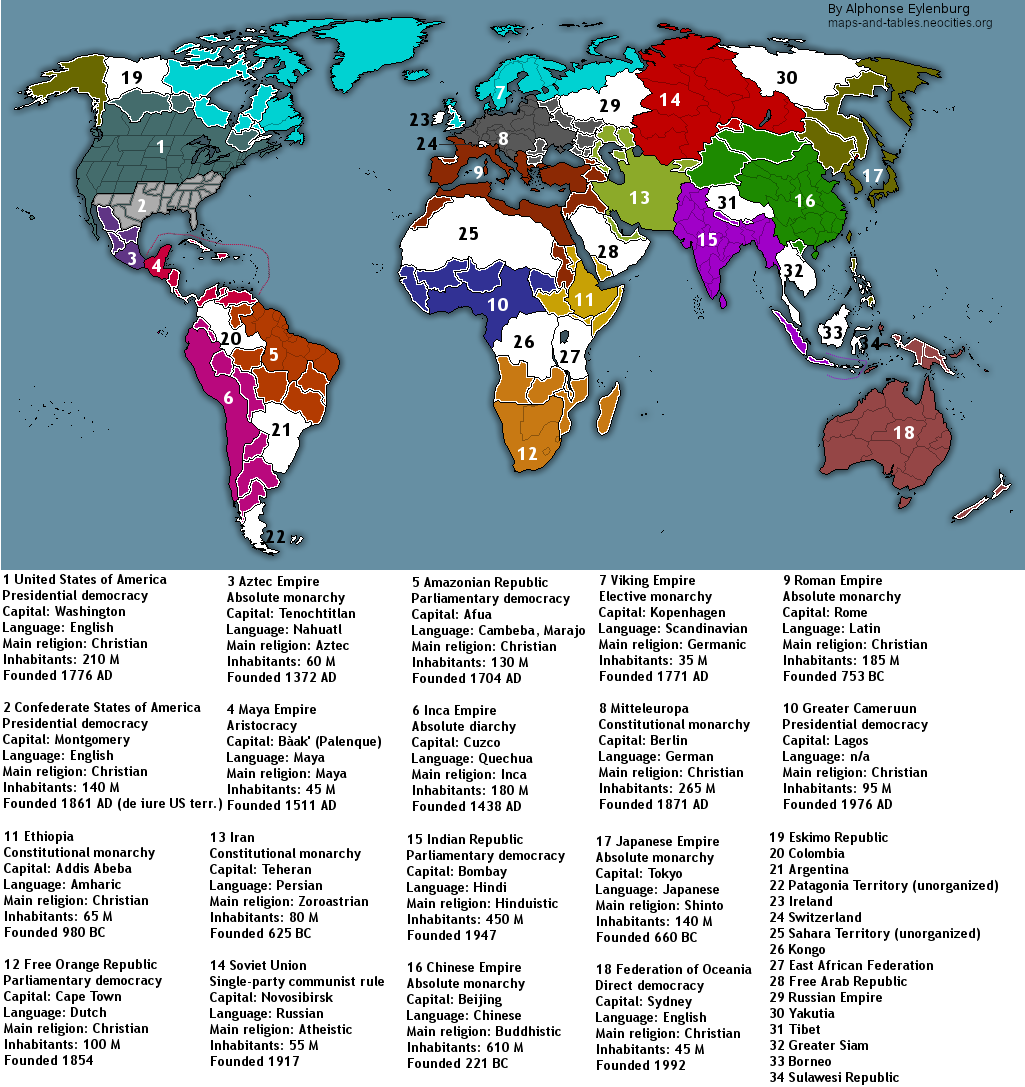 By Alphonse Eylenburg
maps-and-tables.neocities.org
19
30
7
29
14
23
24
1
8
9
17
13
31
16
2
25
15
28
3
4
32
11
10
20
26
27
33
34
5
6
21
18
12
22
1 United States of America
Presidential democracy
Capital: Washington
Language: English
Main religion: Christian
Inhabitants: 210 M
Founded 1776 AD
3 Aztec Empire
Absolute monarchy
Capital: Tenochtitlan
Language: Nahuatl
Main religion: Aztec
Inhabitants: 60 M
Founded 1372 AD
5 Amazonian Republic
Parliamentary democracy
Capital: Afua
Language: Cambeba, Marajo
Main religion: Christian
Inhabitants: 130 M
Founded 1704 AD
7 Viking Empire
Elective monarchy
Capital: Kopenhagen
Language: Scandinavian
Main religion: Germanic
Inhabitants: 35 M
Founded 1771 AD
9 Roman Empire
Absolute monarchy
Capital: Rome
Language: Latin
Main religion: Christian
Inhabitants: 185 M
Founded 753 BC
2 Confederate States of America
Presidential democracy
Capital: Montgomery
Language: English
Main religion: Christian
Inhabitants: 140 M
Founded 1861 AD (de iure US terr.)
4 Maya Empire
Aristocracy
Capital: Bàak' (Palenque)
Language: Maya
Main religion: Maya
Inhabitants: 45 M
Founded 1511 AD
6 Inca Empire
Absolute diarchy
Capital: Cuzco
Language: Quechua
Main religion: Inca
Inhabitants: 180 M
Founded 1438 AD
8 Mitteleuropa
Constitutional monarchy
Capital: Berlin
Language: German
Main religion: Christian
Inhabitants: 265 M
Founded 1871 AD
10 Greater Cameruun
Presidential democracy
Capital: Lagos
Language: n/a
Main religion: Christian
Inhabitants: 95 M
Founded 1976 AD
11 Ethiopia
Constitutional monarchy
Capital: Addis Abeba
Language: Amharic
Main religion: Christian
Inhabitants: 65 M
Founded 980 BC
13 Iran
Constitutional monarchy
Capital: Teheran
Language: Persian
Main religion: Zoroastrian
Inhabitants: 80 M
Founded 625 BC
15 Indian Republic
Parliamentary democracy
Capital: Bombay
Language: Hindi
Main religion: Hinduistic
Inhabitants: 450 M
Founded 1947
17 Japanese Empire
Absolute monarchy
Capital: Tokyo
Language: Japanese
Main religion: Shinto
Inhabitants: 140 M
Founded 660 BC
12 Free Orange Republic
Parliamentary democracy
Capital: Cape Town
Language: Dutch
Main religion: Christian
Inhabitants: 100 M
Founded 1854
14 Soviet Union
Single-party communist rule
Capital: Novosibirsk
Language: Russian
Main religion: Atheistic
Inhabitants: 55 M
Founded 1917
16 Chinese Empire
Absolute monarchy
Capital: Beijing
Language: Chinese
Main religion: Buddhistic
Inhabitants: 610 M
Founded 221 BC
18 Federation of Oceania
Direct democracy
Capital: Sydney
Language: English
Main religion: Christian
Inhabitants: 45 M
Founded 1992
19 Eskimo Republic
20 Colombia
21 Argentina
22 Patagonia Territory (unorganized)
23 Ireland
24 Switzerland
25 Sahara Territory (unorganized)
26 Kongo
27 East African Federation
28 Free Arab Republic
29 Russian Empire
30 Yakutia
31 Tibet
32 Greater Siam
33 Borneo
34 Sulawesi Republic